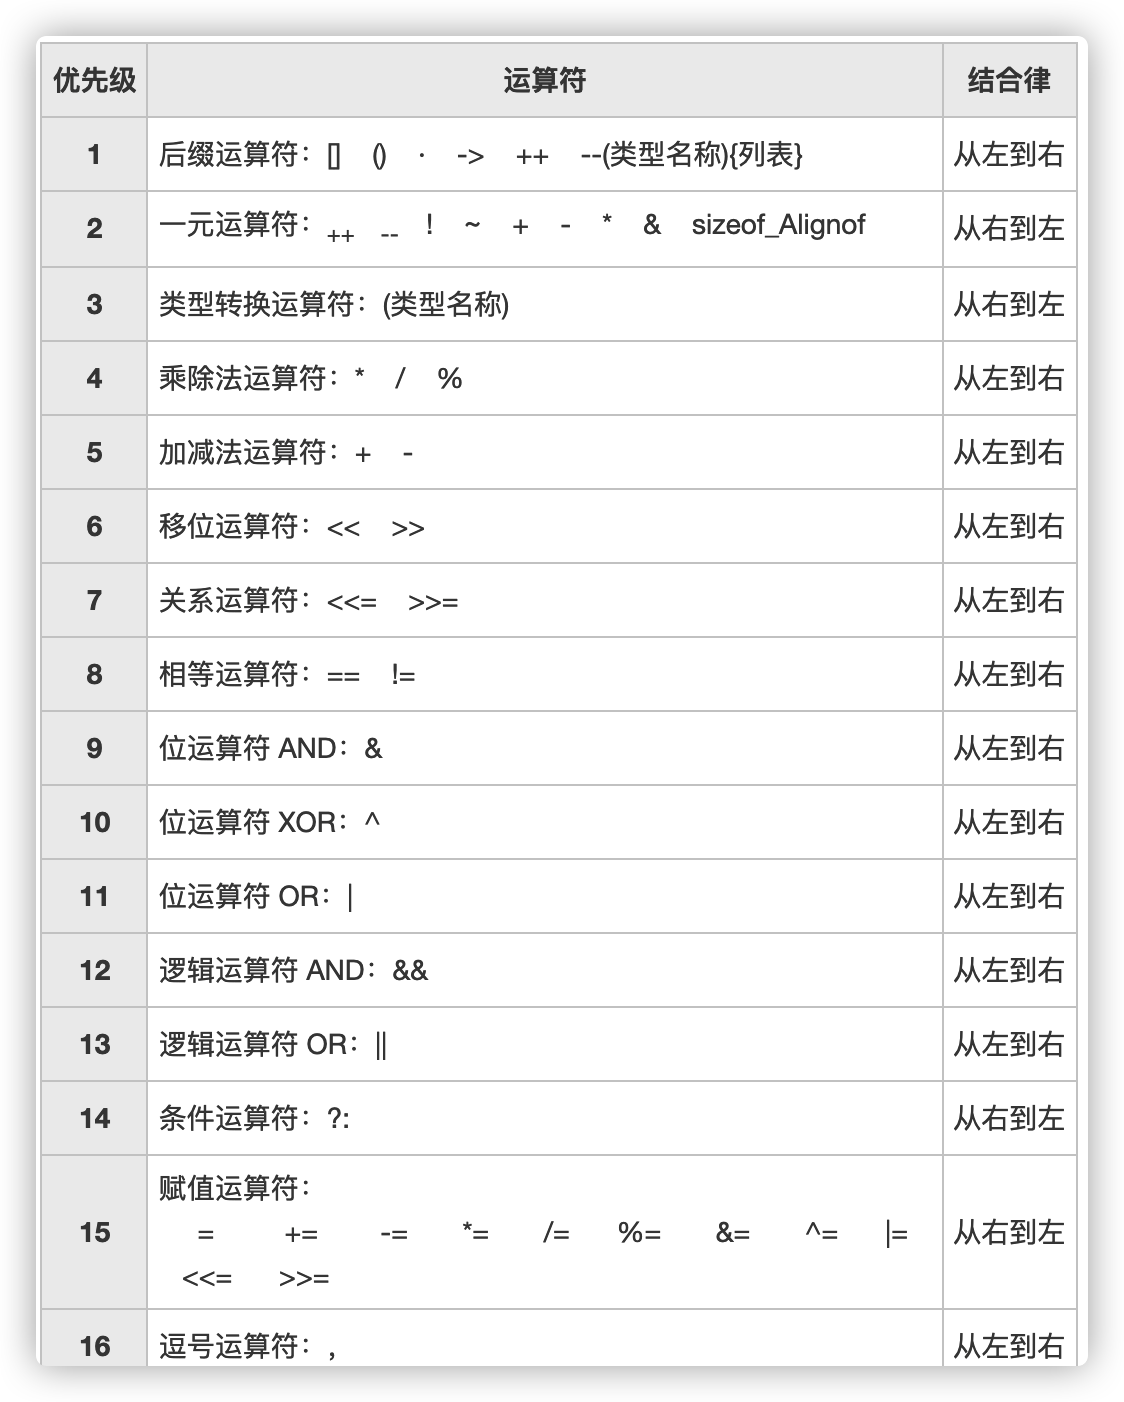 优先级 运算符 结合律
1 后缀运算符：[] () · -> ++ --(类型名称){列表} 从左到右
2 一元运算符：++ -- ! ~ + - * & sizeof_Alignof 从右到左
3 类型转换运算符：(类型名称) 从右到左
4 乘除法运算符：* / % 从左到右
5 加减法运算符：+ - 从左到右
6 移位运算符：<< >> 从左到右
7 关系运算符：<<= >>= 从左到右
8 相等运算符：== != 从左到右
9 位运算符 AND：& 从左到右
10 位运算符 XOR：^ 从左到右
11 位运算符 OR：| 从左到右
12 逻辑运算符 AND：&& 从左到右
13 逻辑运算符 OR：|| 从左到右
14 条件运算符：?: 从右到左
赋值运算符：
15 = += -= *= /= %= &= ^= |= 从右到左
<<= >>=
16 逗号运算符：, 从左到右